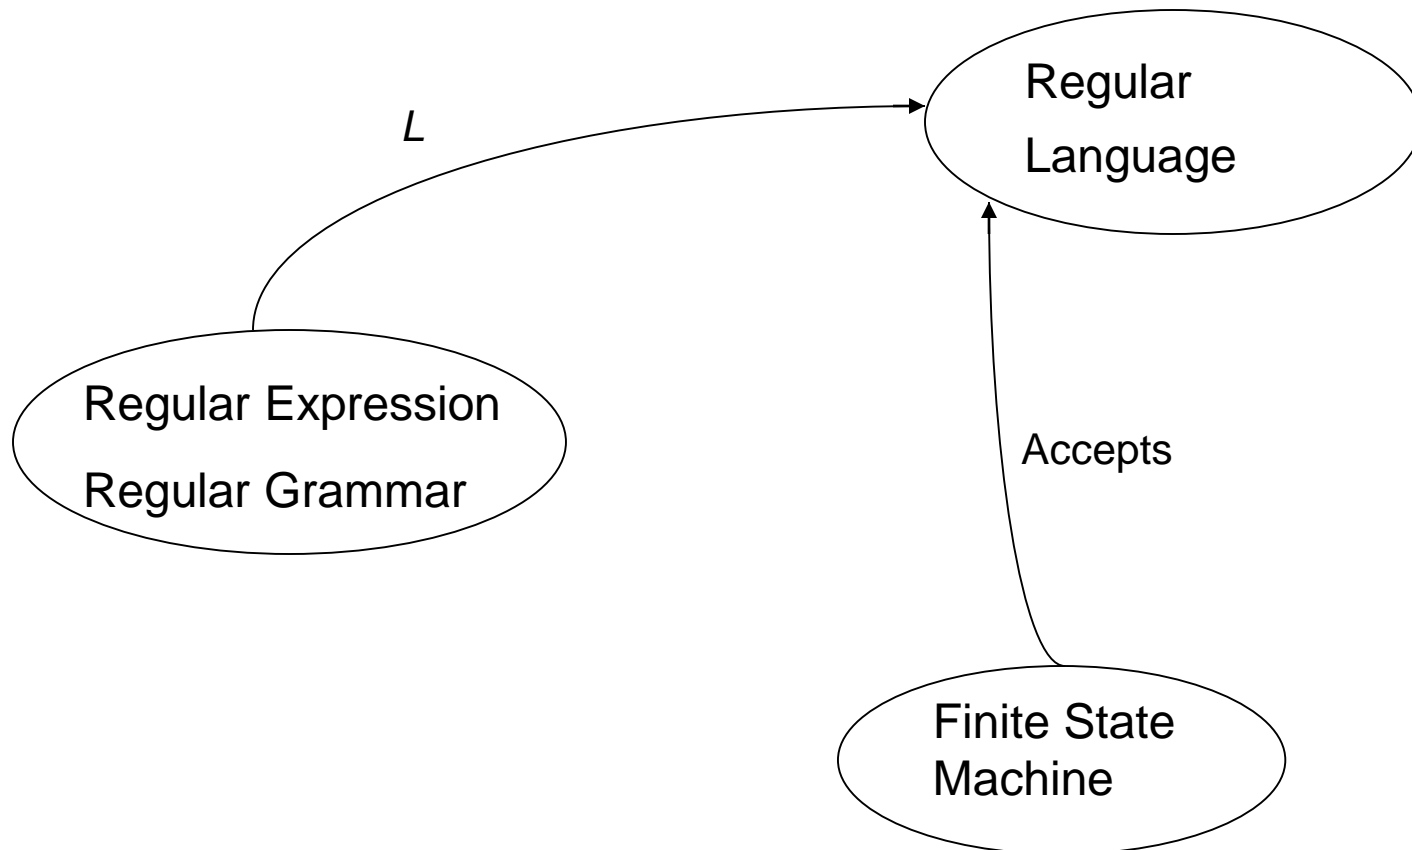 Regular
Language
L
Regular Expression
Regular Grammar
Accepts
Finite State
Machine